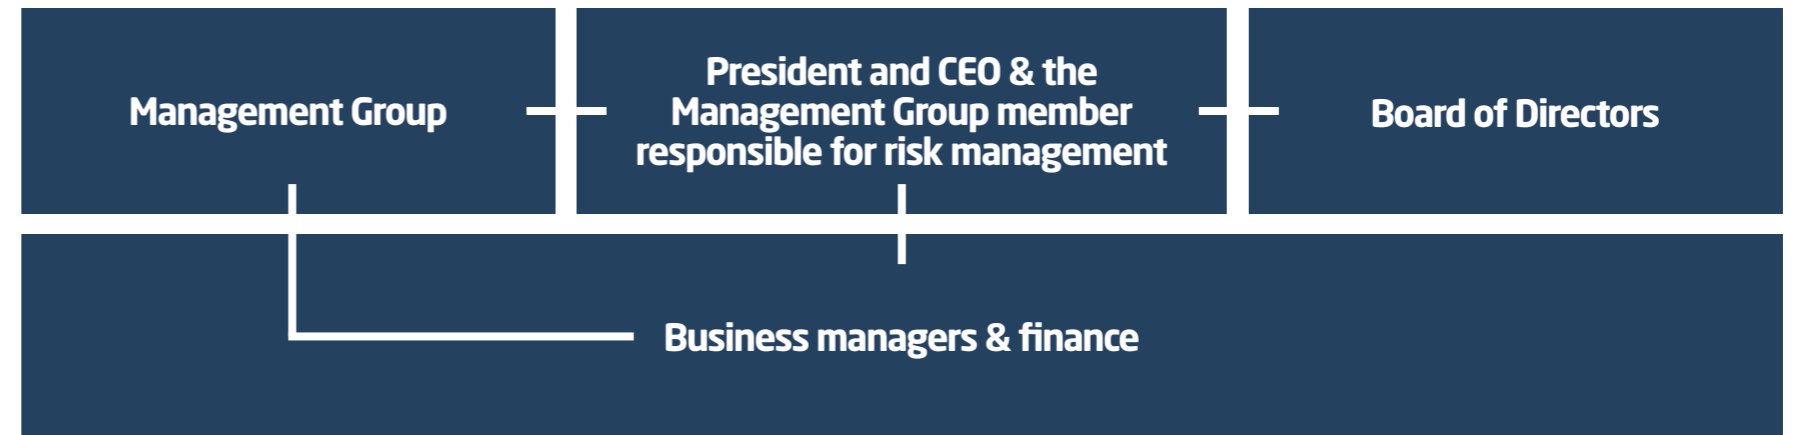 Management Group
President and CEO & the
Management Group member
responsible for risk management
Board of Directors
Business managers & finance